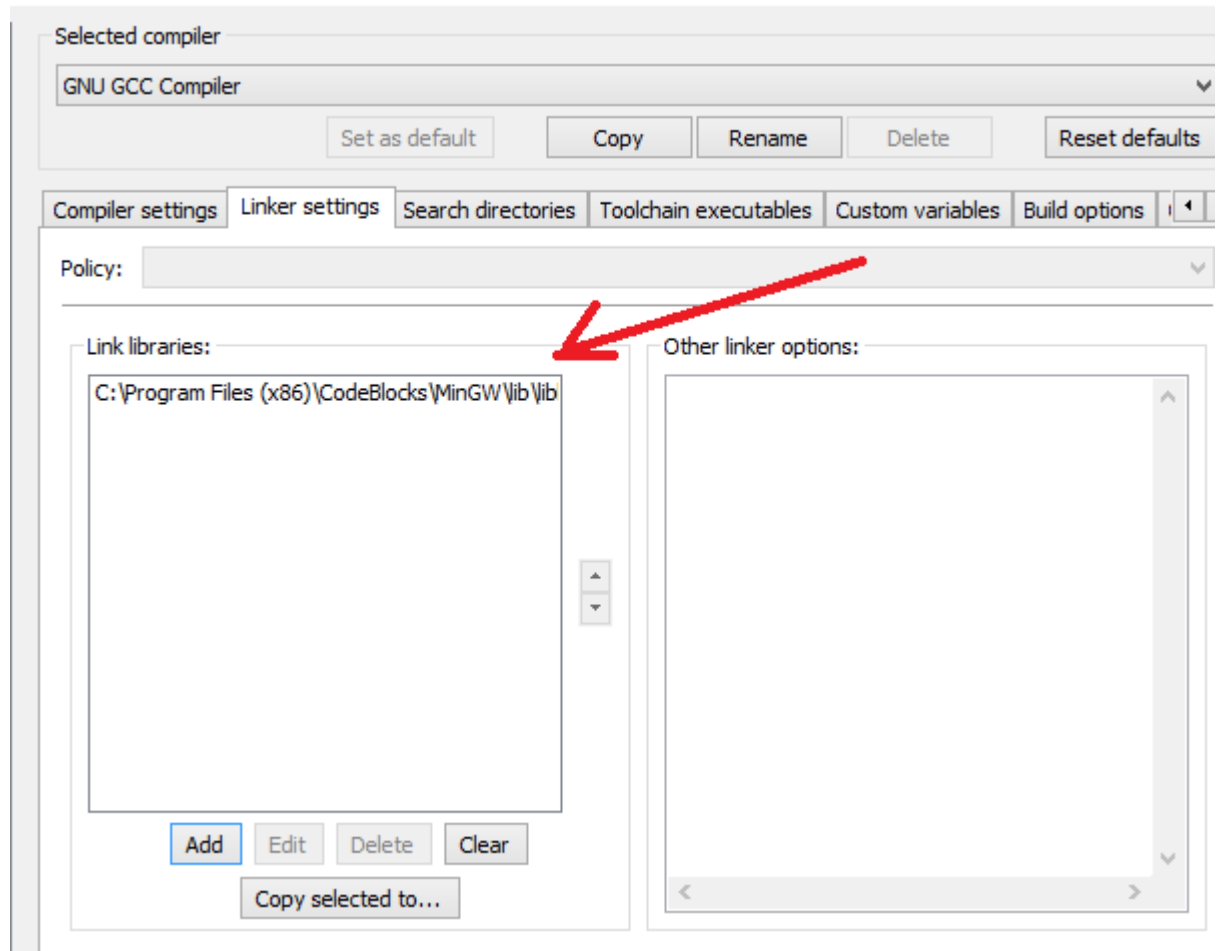 Selected compiler
GNU GCC Compiler
Set as default Copy Rename Delete Reset defaults
Compiler settings Linker settings Search directories Toolchain executables Custom variables Build options
Policy:
Link libraries: Other linker options:
C:\Program Files (x86)\CodeBlocks\MinGW\lib\lib
Add Edit Delete Clear
Copy selected to...